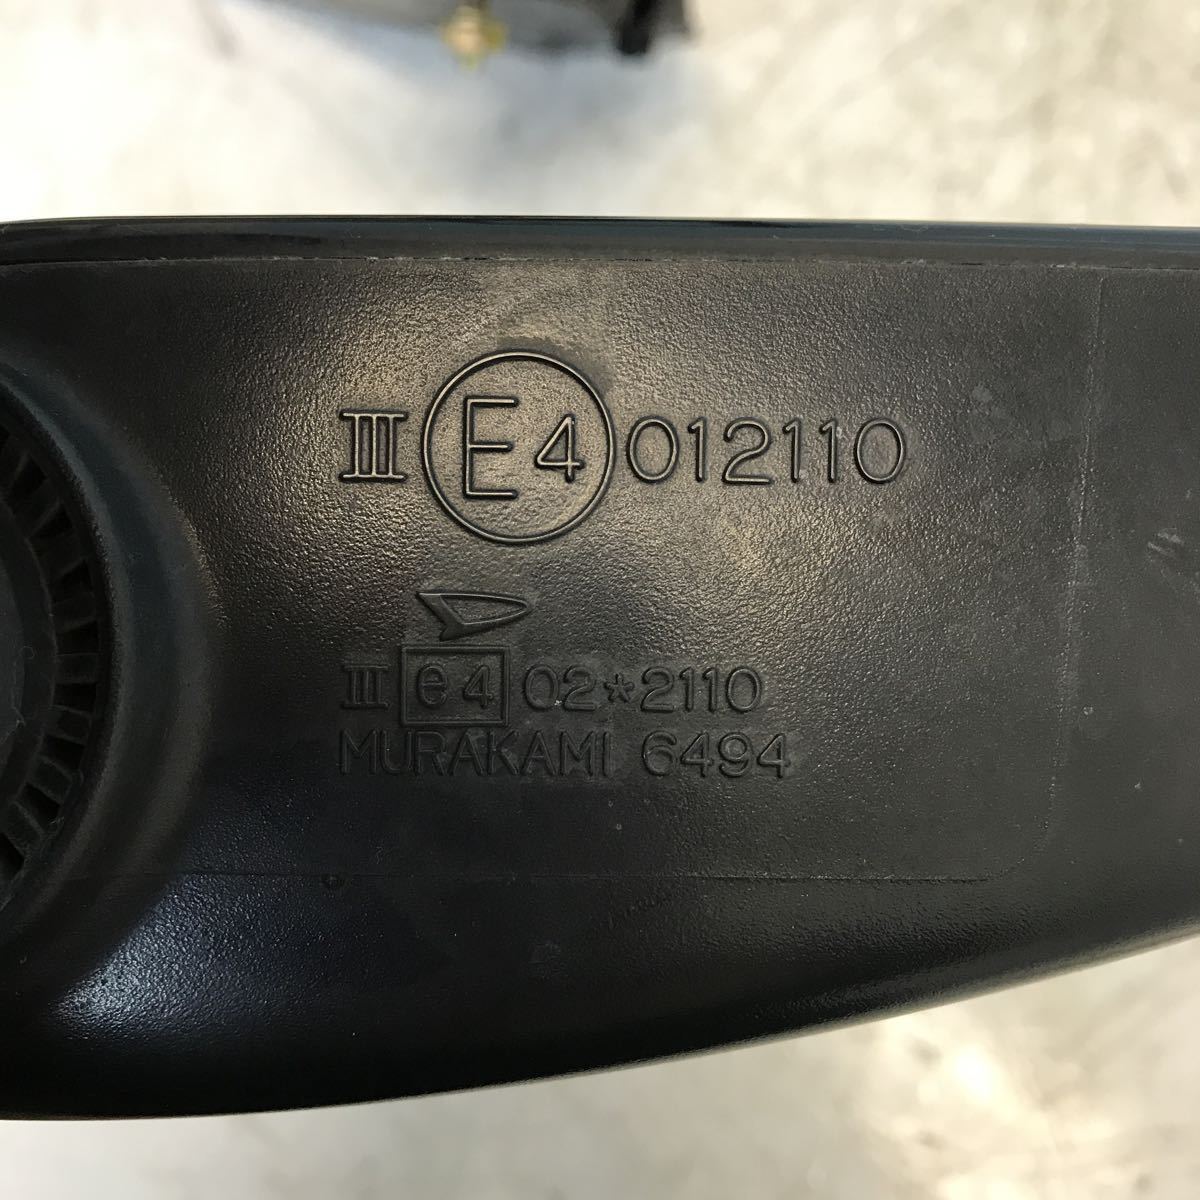 III E4 012110
III e4 02*2110
MURAKAMI 6494